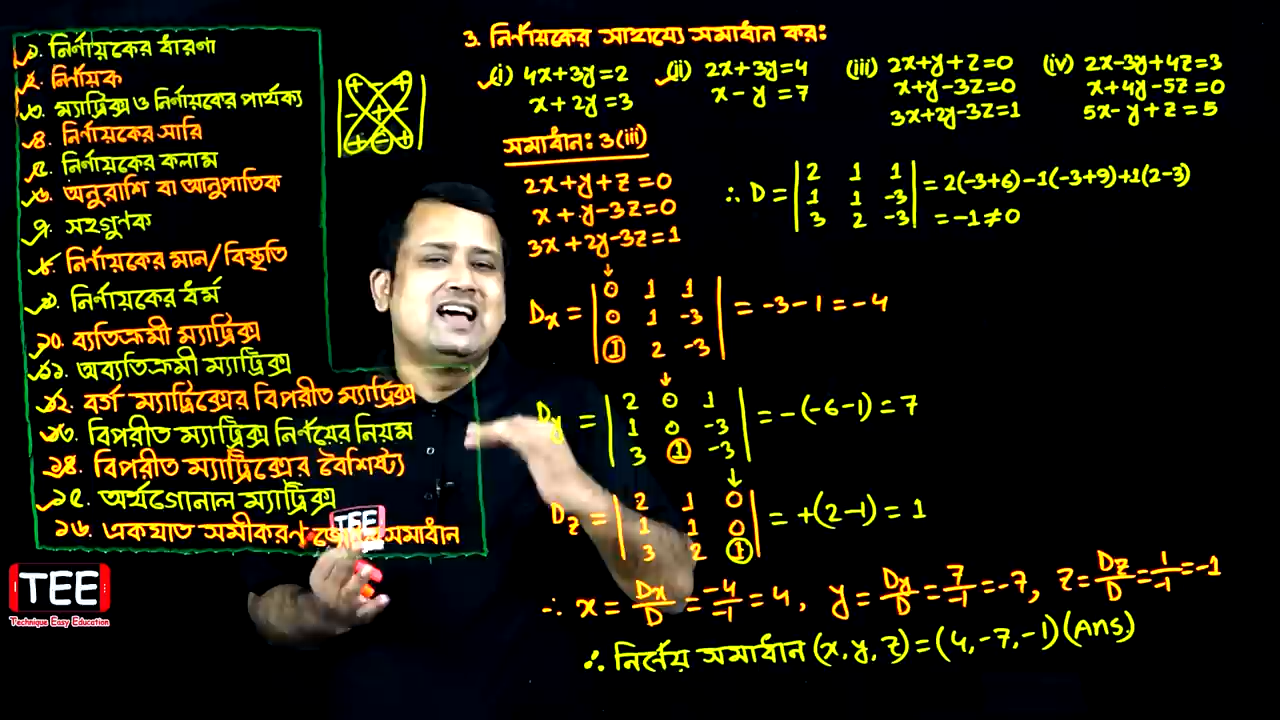 ১. নির্ণায়কের ধারণা
২. নির্ণায়ক
৩. ম্যাট্রিক্স ও নির্ণায়কের পার্থক্য
৪. নির্ণায়কের সারি
৫. নির্ণায়কের কলাম
৬. অনুরাশি বা আনুপাতিক
৭. সহগুণক
৮. নির্ণায়কের মান/বিস্তৃতি
৯. নির্ণায়কের ধর্ম
১০. ব্যতিক্রমী ম্যাট্রিক্স
১১. অব্যতিক্রমী ম্যাট্রিক্স
১২. বর্গ ম্যাট্রিক্সের বিপরীত ম্যাট্রিক্স
১৩. বিপরীত ম্যাট্রিক্স নির্ণয়ের নিয়ম
১৪. বিপরীত ম্যাট্রিক্সের বৈশিষ্ট্য
১৫. অর্থগোনাল ম্যাট্রিক্স
১৬. একঘাত সমীকরণ সমাধান
TEE
TEE
Technique Easy Education
+ +
- + -
+ - +
3. নির্ণায়কের সাহায্যে সমাধান কর:
(i) 4x+3y=2 (ii) 2x+3y=4 (iii) 2x+y+z=0 (iv) 2x-3y+4z=3
x+2y=3 x-y=7 x+y-3z=0 x+4y-5z=0
3x+2y-3z=1 5x-y+z=5
সমাধান: 3(iii)
2x+y+z=0
x+y-3z=0
3x+2y-3z=1
∴ D = | 2 1 1 | = 2(-3+6)-1(-3+9)+1(2-3)
| 1 1 -3 |
| 3 2 -3 | = -1≠0
Dx = | 0 1 1 |
| 0 1 -3 | = -3-1 = -4
| 1 2 -3 |
Dy = | 2 0 1 |
| 1 0 -3 | = -(-6-1) = 7
| 3 1 -3 |
Dz = | 2 1 0 |
| 1 1 0 | = +(2-1) = 1
| 3 2 1 |
∴ x = Dx/D = -4/-1 = 4, y = Dy/D = 7/-1 = -7, z = Dz/D = 1/-1 = -1
∴ নির্ণেয় সমাধান (x,y,z)=(4,-7,-1) (Ans.)